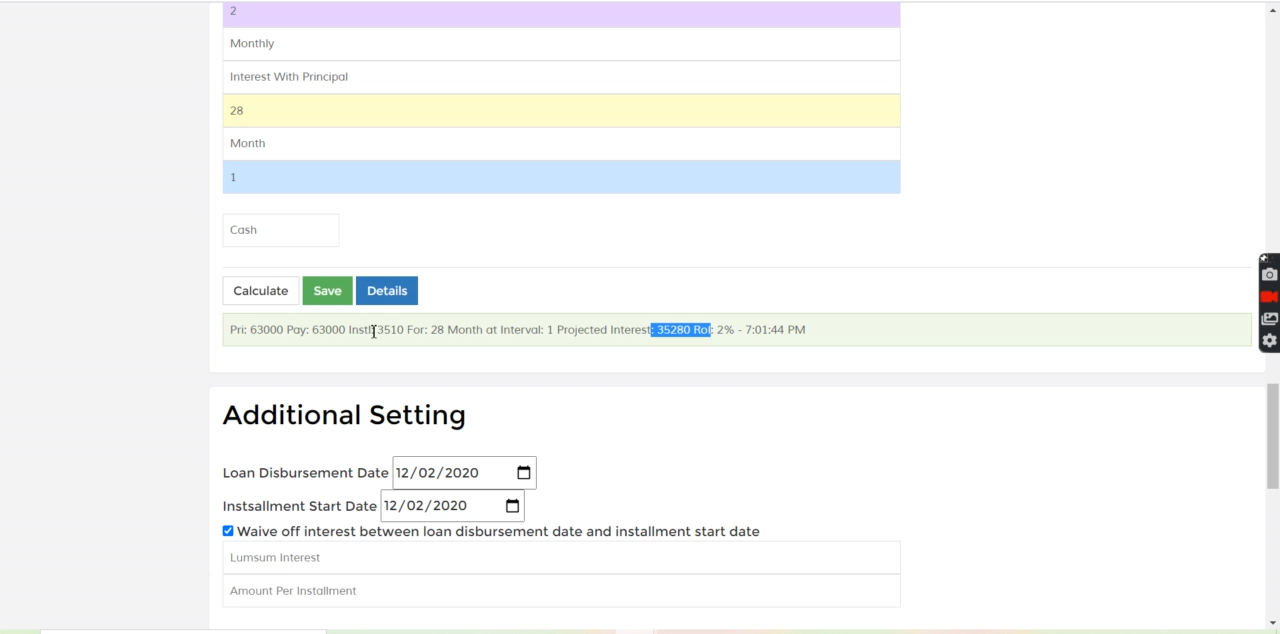 2
Monthly
Interest With Principal
28
Month
1
Cash
Calculate Save Details
Pri: 63000 Pay: 63000 Instl: 3510 For: 28 Month at Interval: 1 Projected Interest: 35280 RoI: 2% - 7:01:44 PM
Additional Setting
Loan Disbursement Date 12/02/2020
Instsallment Start Date 12/02/2020
Waive off interest between loan disbursement date and installment start date
Lumsum Interest
Amount Per Installment